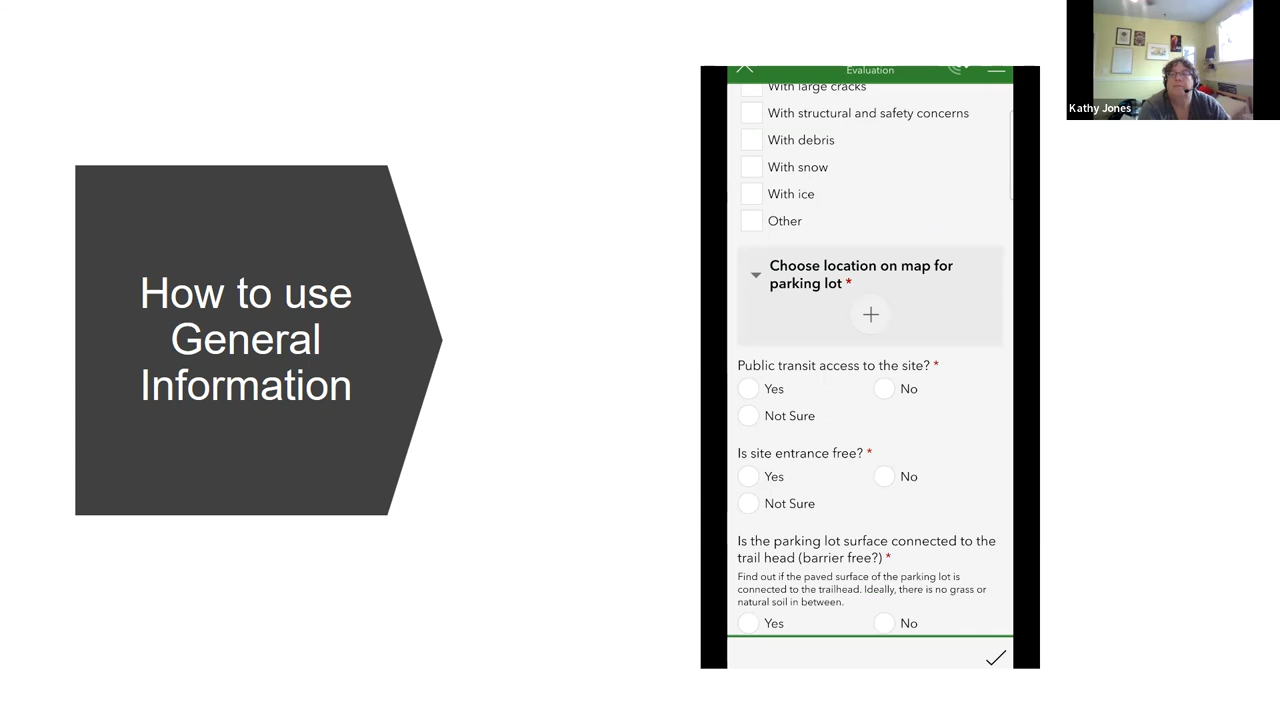 How to use
General
Information
Evaluation
With large cracks
With structural and safety concerns
With debris
With snow
With ice
Other
Choose location on map for
parking lot *
Public transit access to the site? *
Yes No
Not Sure
Is site entrance free? *
Yes No
Not Sure
Is the parking lot surface connected to the
trail head (barrier free?) *
Find out if the paved surface of the parking lot is
connected to the trailhead. Ideally, there is no grass or
natural soil in between.
Yes No
Kathy Jones